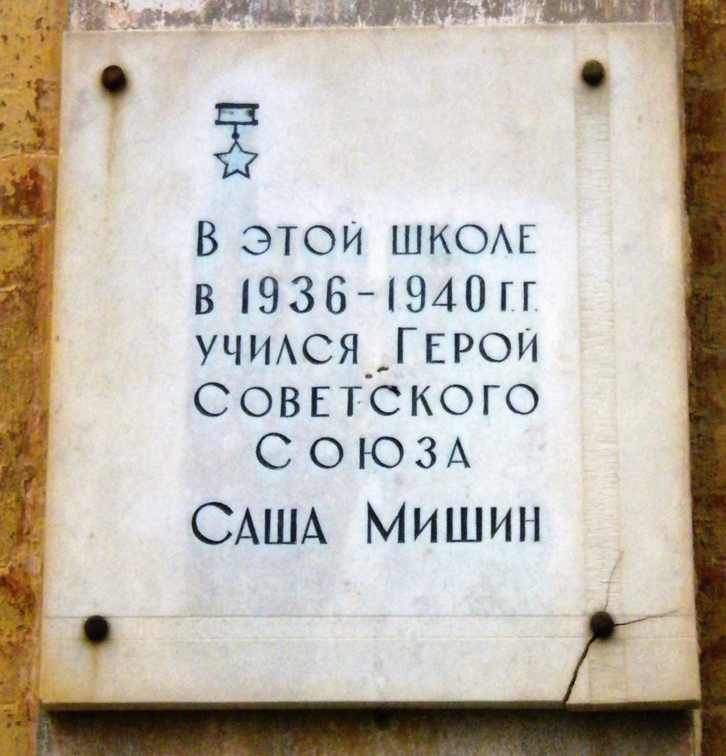 В этой школе
в 1936-1940 г.г.
учился Герой
Советского
Союза
Саша Мишин